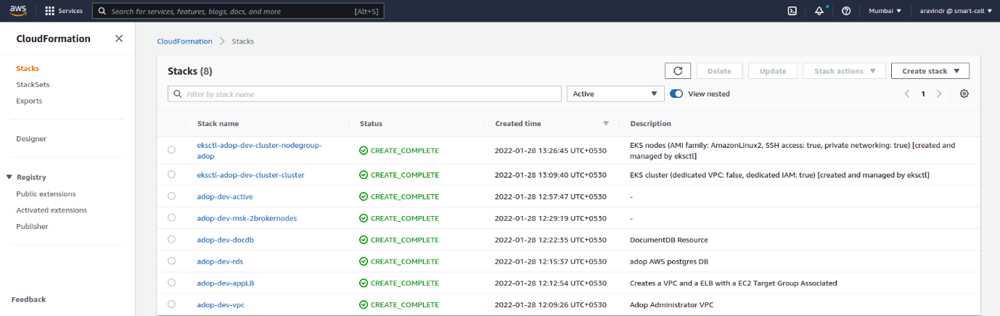 aws
Services
Search for services, features, blogs, docs, and more
[Alt+S]
Mumbai
aravindr @ smart-cell
CloudFormation
Stacks
StackSets
Exports
Designer
Registry
Public extensions
Activated extensions
Publisher
Feedback
CloudFormation
Stacks
Stacks (8)
Delete
Update
Stack actions
Create stack
Filter by stack name
Active
View nested
1
Stack name
Status
Created time
Description
eksctl-adop-dev-cluster-nodegroup-
adop
CREATE_COMPLETE
2022-01-28 13:26:45 UTC+0530
EKS nodes (AMI family: AmazonLinux2, SSH access: true, private networking: true) [created and
managed by eksctl]
eksctl-adop-dev-cluster-cluster
CREATE_COMPLETE
2022-01-28 13:09:40 UTC+0530
EKS cluster (dedicated VPC: false, dedicated IAM: true) [created and managed by eksctl]
adop-dev-active
CREATE_COMPLETE
2022-01-28 12:57:47 UTC+0530
-
adop-dev-msk-2brokernodes
CREATE_COMPLETE
2022-01-28 12:29:19 UTC+0530
-
adop-dev-docdb
CREATE_COMPLETE
2022-01-28 12:22:35 UTC+0530
DocumentDB Resource
adop-dev-rds
CREATE_COMPLETE
2022-01-28 12:15:37 UTC+0530
adop AWS postgres DB
adop-dev-appLB
CREATE_COMPLETE
2022-01-28 12:12:54 UTC+0530
Creates a VPC and a ELB with a EC2 Target Group Associated
adop-dev-vpc
CREATE_COMPLETE
2022-01-28 12:09:26 UTC+0530
Adop Administrator VPC